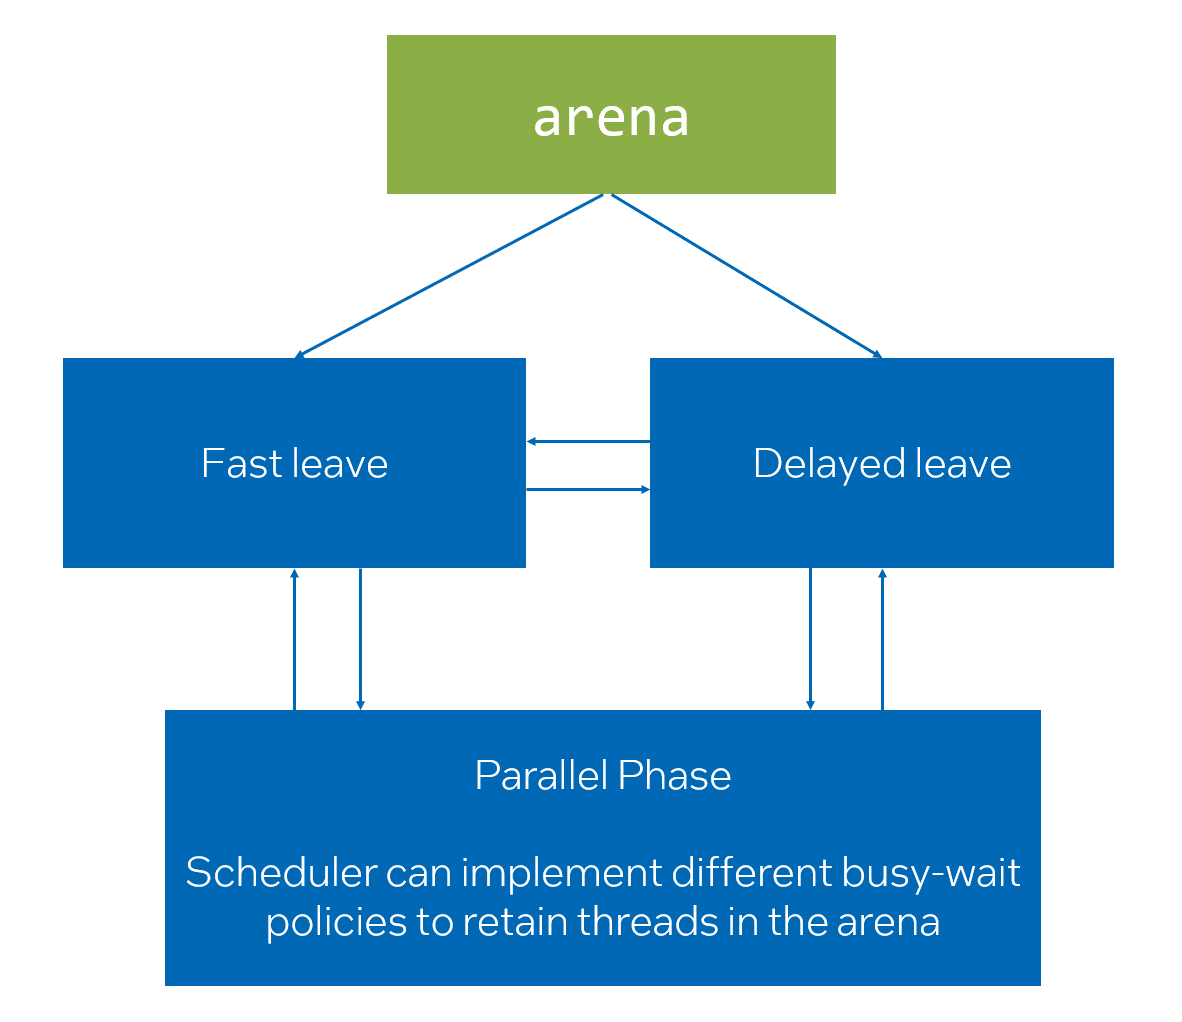 arena
Fast leave
Delayed leave
Parallel Phase
Scheduler can implement different busy-wait
policies to retain threads in the arena